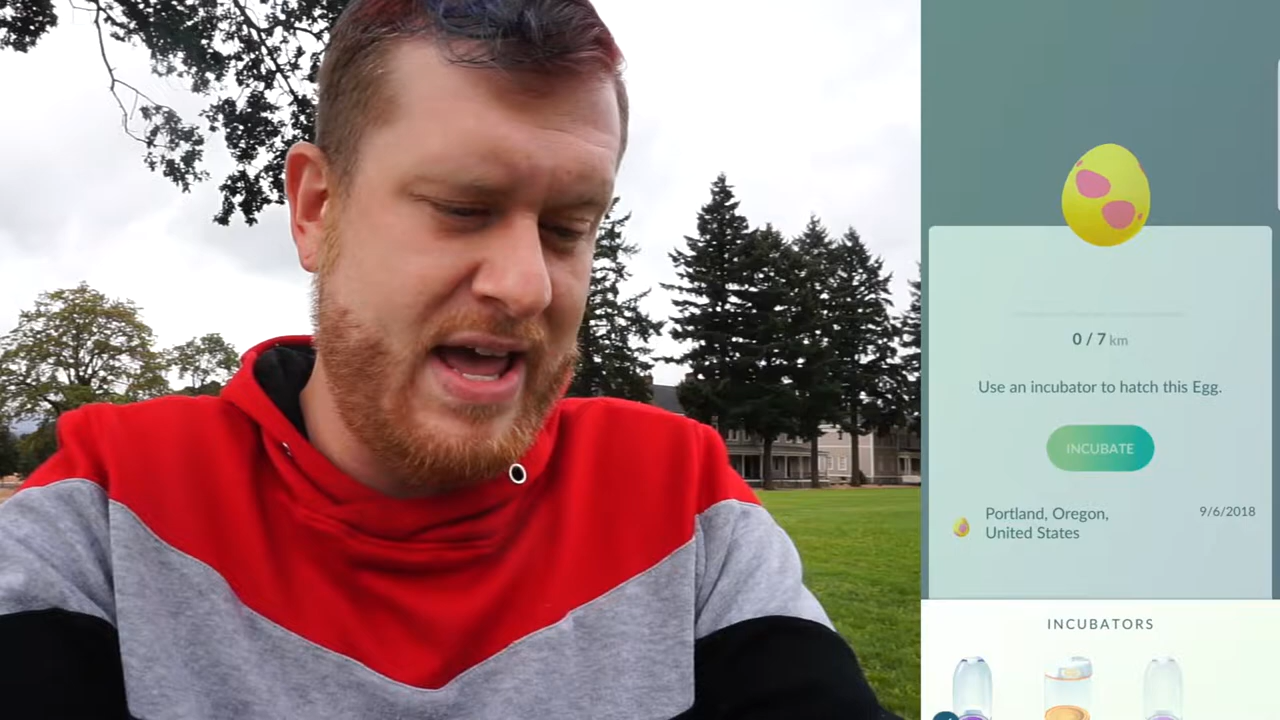 0 / 7 km
Use an incubator to hatch this Egg.
INCUBATE
Portland, Oregon,
United States
9/6/2018
INCUBATORS